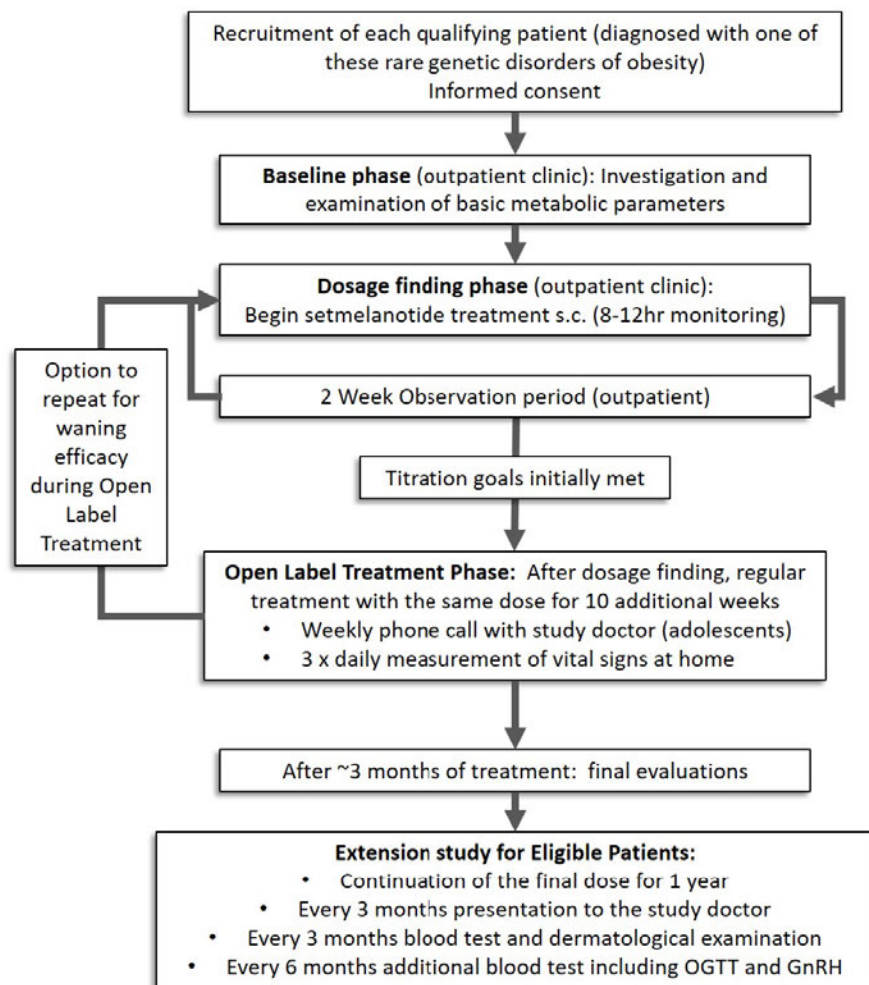 Recruitment of each qualifying patient (diagnosed with one of
these rare genetic disorders of obesity)
Informed consent
Baseline phase (outpatient clinic): Investigation and
examination of basic metabolic parameters
Dosage finding phase (outpatient clinic):
Begin setmelanotide treatment s.c. (8-12hr monitoring)
Option to
repeat for
waning
efficacy
during Open
Label
Treatment
2 Week Observation period (outpatient)
Titration goals initially met
Open Label Treatment Phase: After dosage finding, regular
treatment with the same dose for 10 additional weeks
• Weekly phone call with study doctor (adolescents)
• 3 x daily measurement of vital signs at home
After ~3 months of treatment: final evaluations
Extension study for Eligible Patients:
• Continuation of the final dose for 1 year
• Every 3 months presentation to the study doctor
• Every 3 months blood test and dermatological examination
• Every 6 months additional blood test including OGTT and GnRH